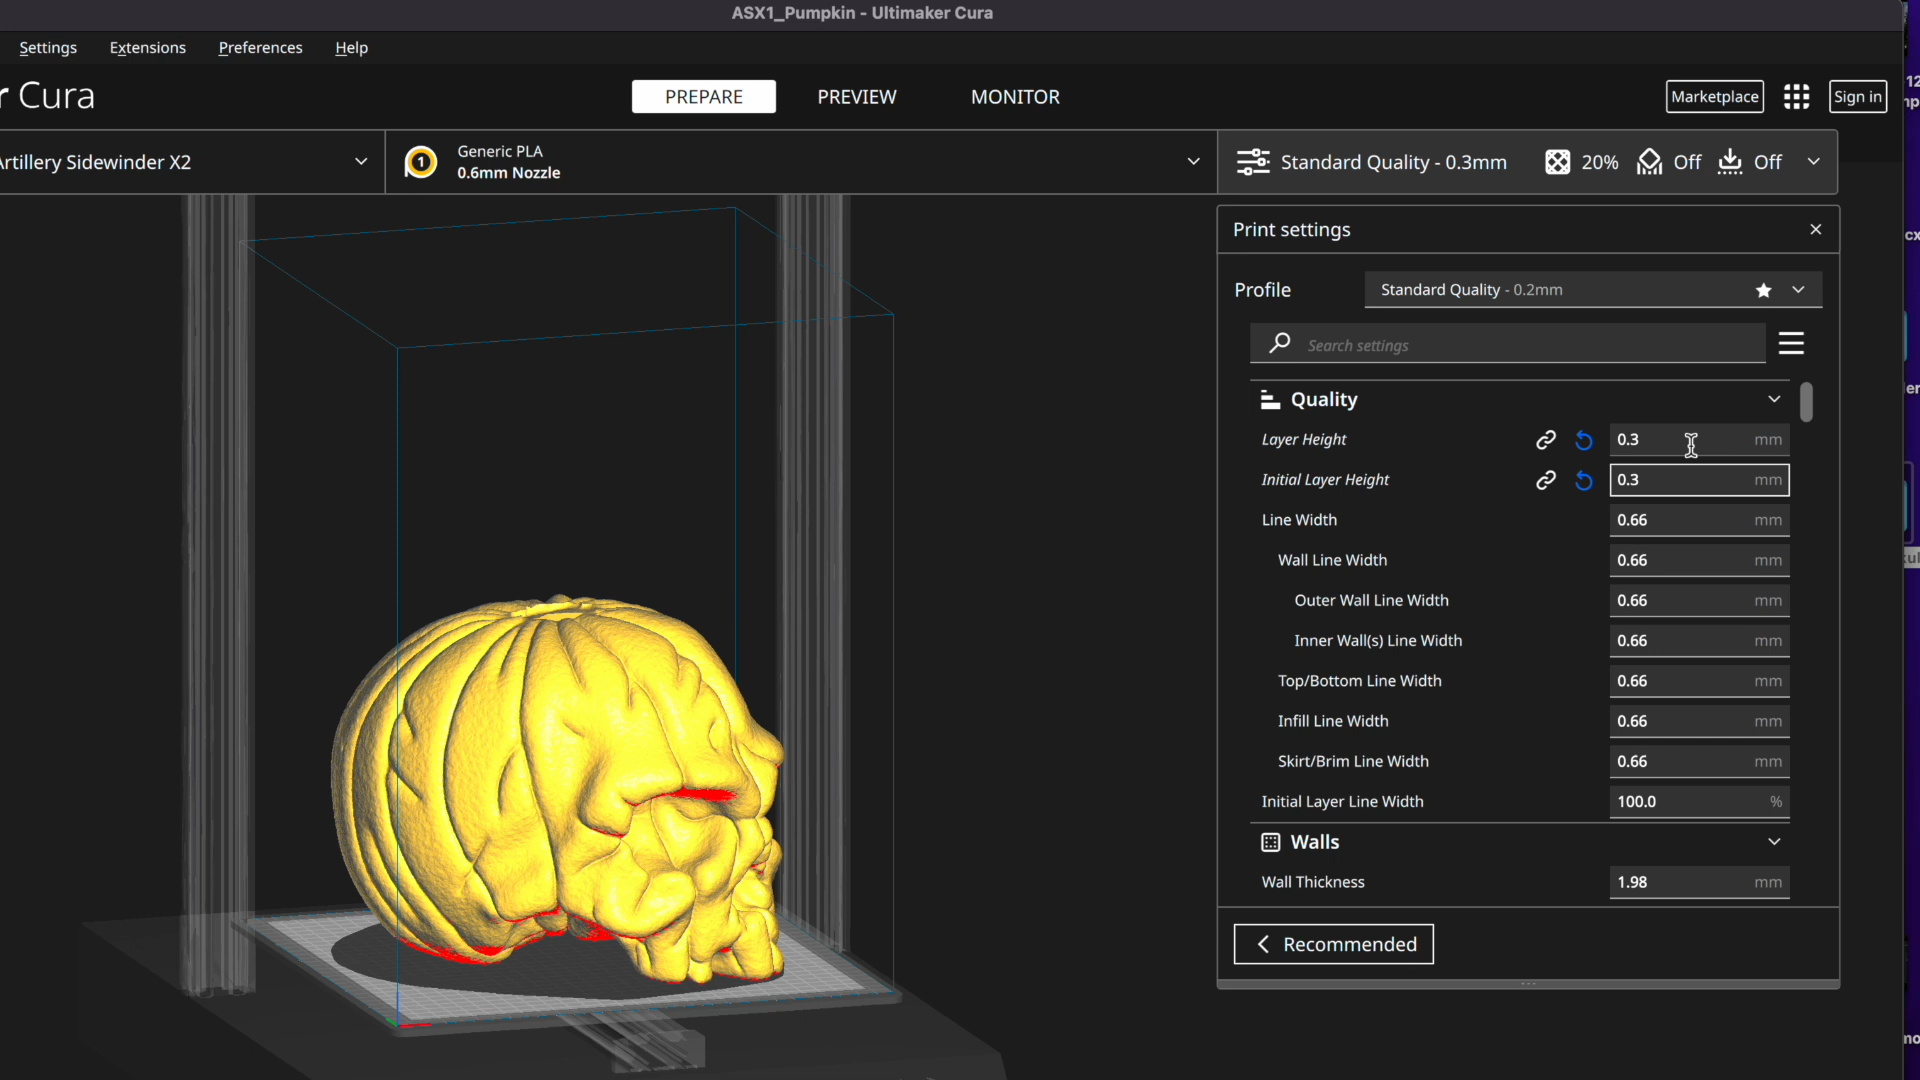 ASX1_Pumpkin - Ultimaker Cura
Settings Extensions Preferences Help
Cura
PREPARE PREVIEW MONITOR
Marketplace Sign in
rtillery Sidewinder X2
1
Generic PLA
0.6mm Nozzle
Standard Quality - 0.3mm 20% Off Off
Print settings
Profile Standard Quality - 0.2mm
Search settings
Quality
Layer Height 0.3 mm
Initial Layer Height 0.3 mm
Line Width 0.66 mm
Wall Line Width 0.66 mm
Outer Wall Line Width 0.66 mm
Inner Wall(s) Line Width 0.66 mm
Top/Bottom Line Width 0.66 mm
Infill Line Width 0.66 mm
Skirt/Brim Line Width 0.66 mm
Initial Layer Line Width 100.0 %
Walls
Wall Thickness 1.98 mm
Recommended